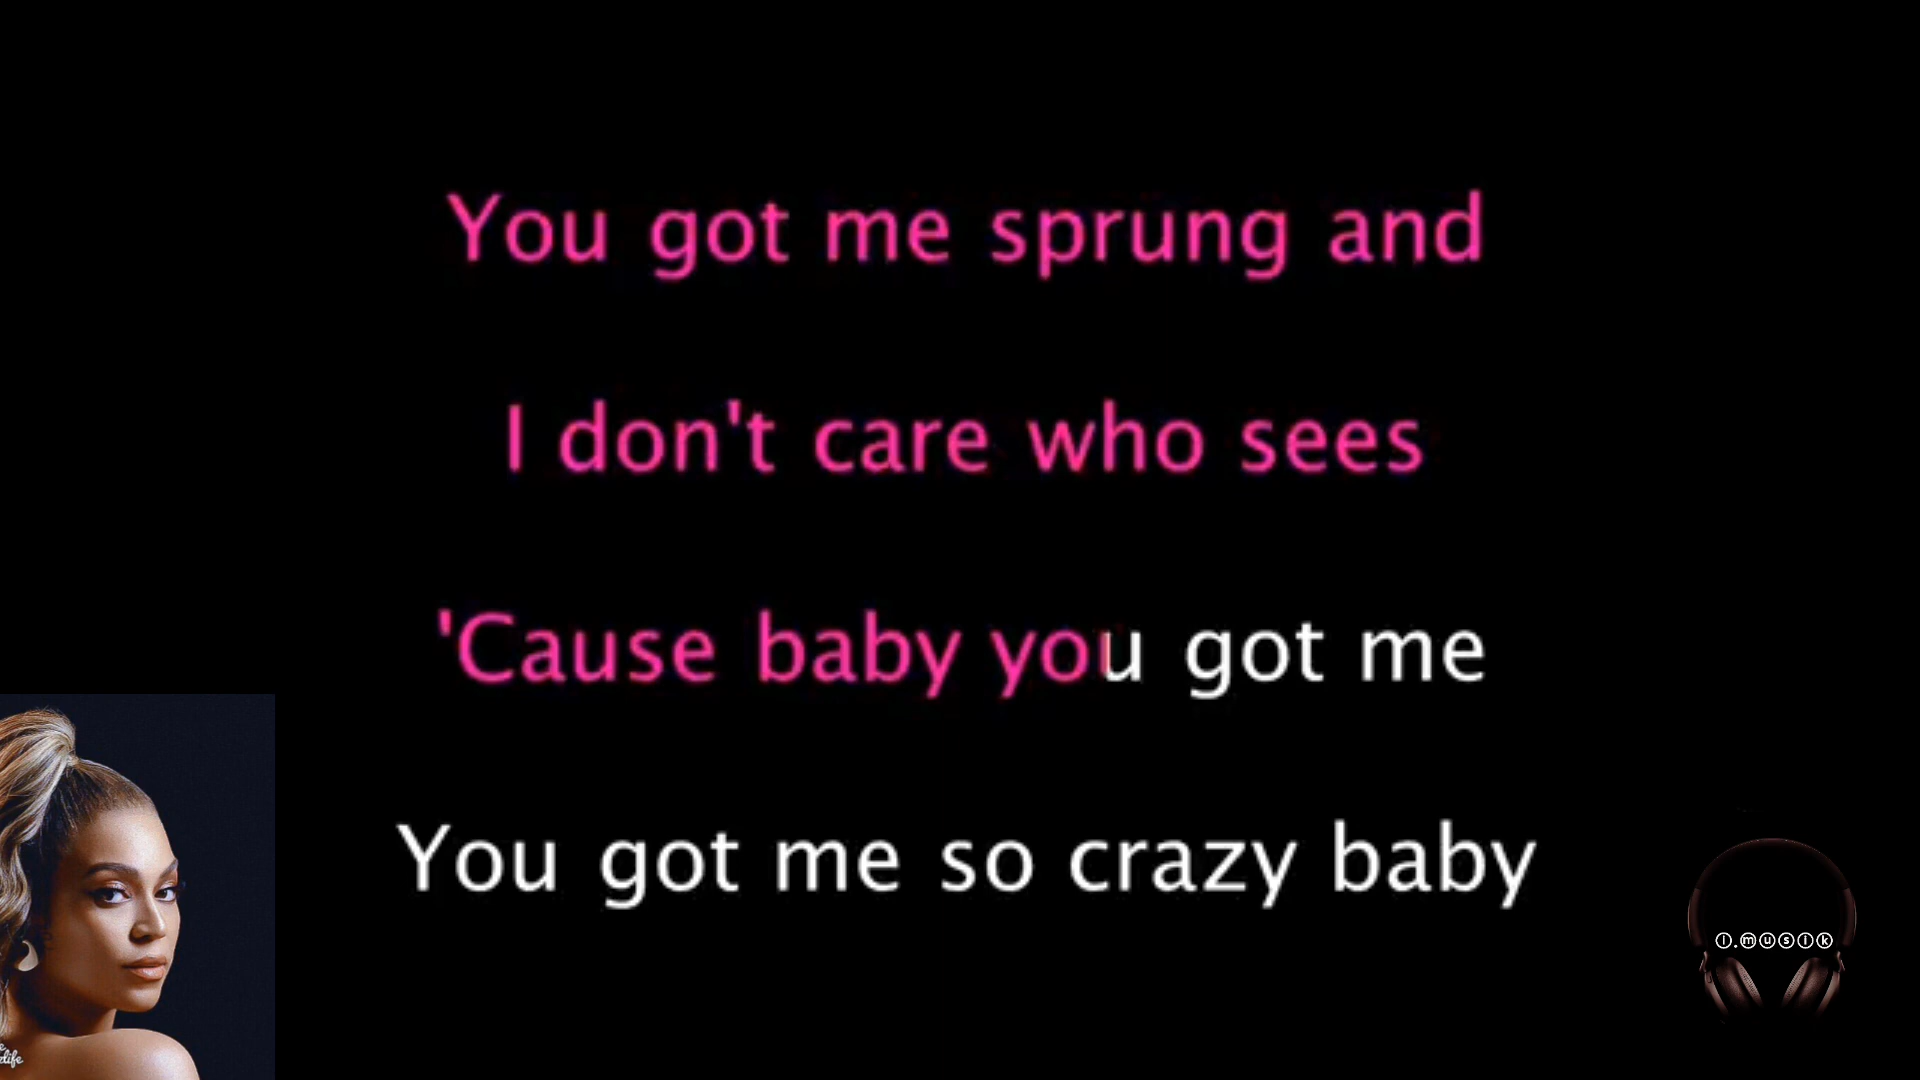 You got me sprung and
I don't care who sees
'Cause baby you got me
You got me so crazy baby
i.musik